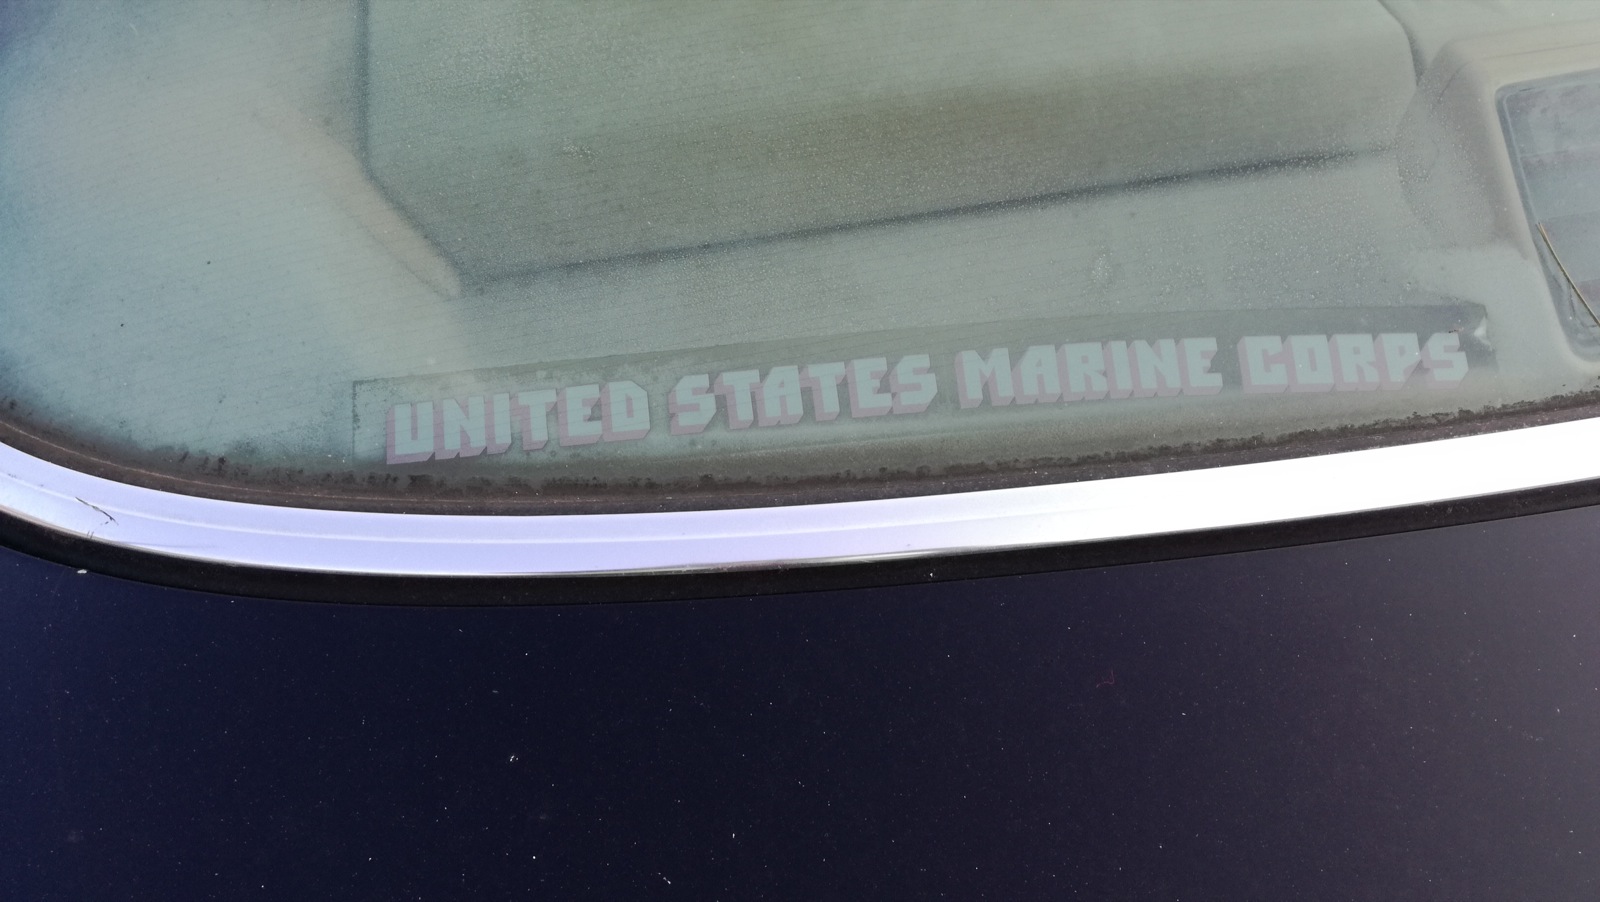 UNITED STATES MARINE CORPS